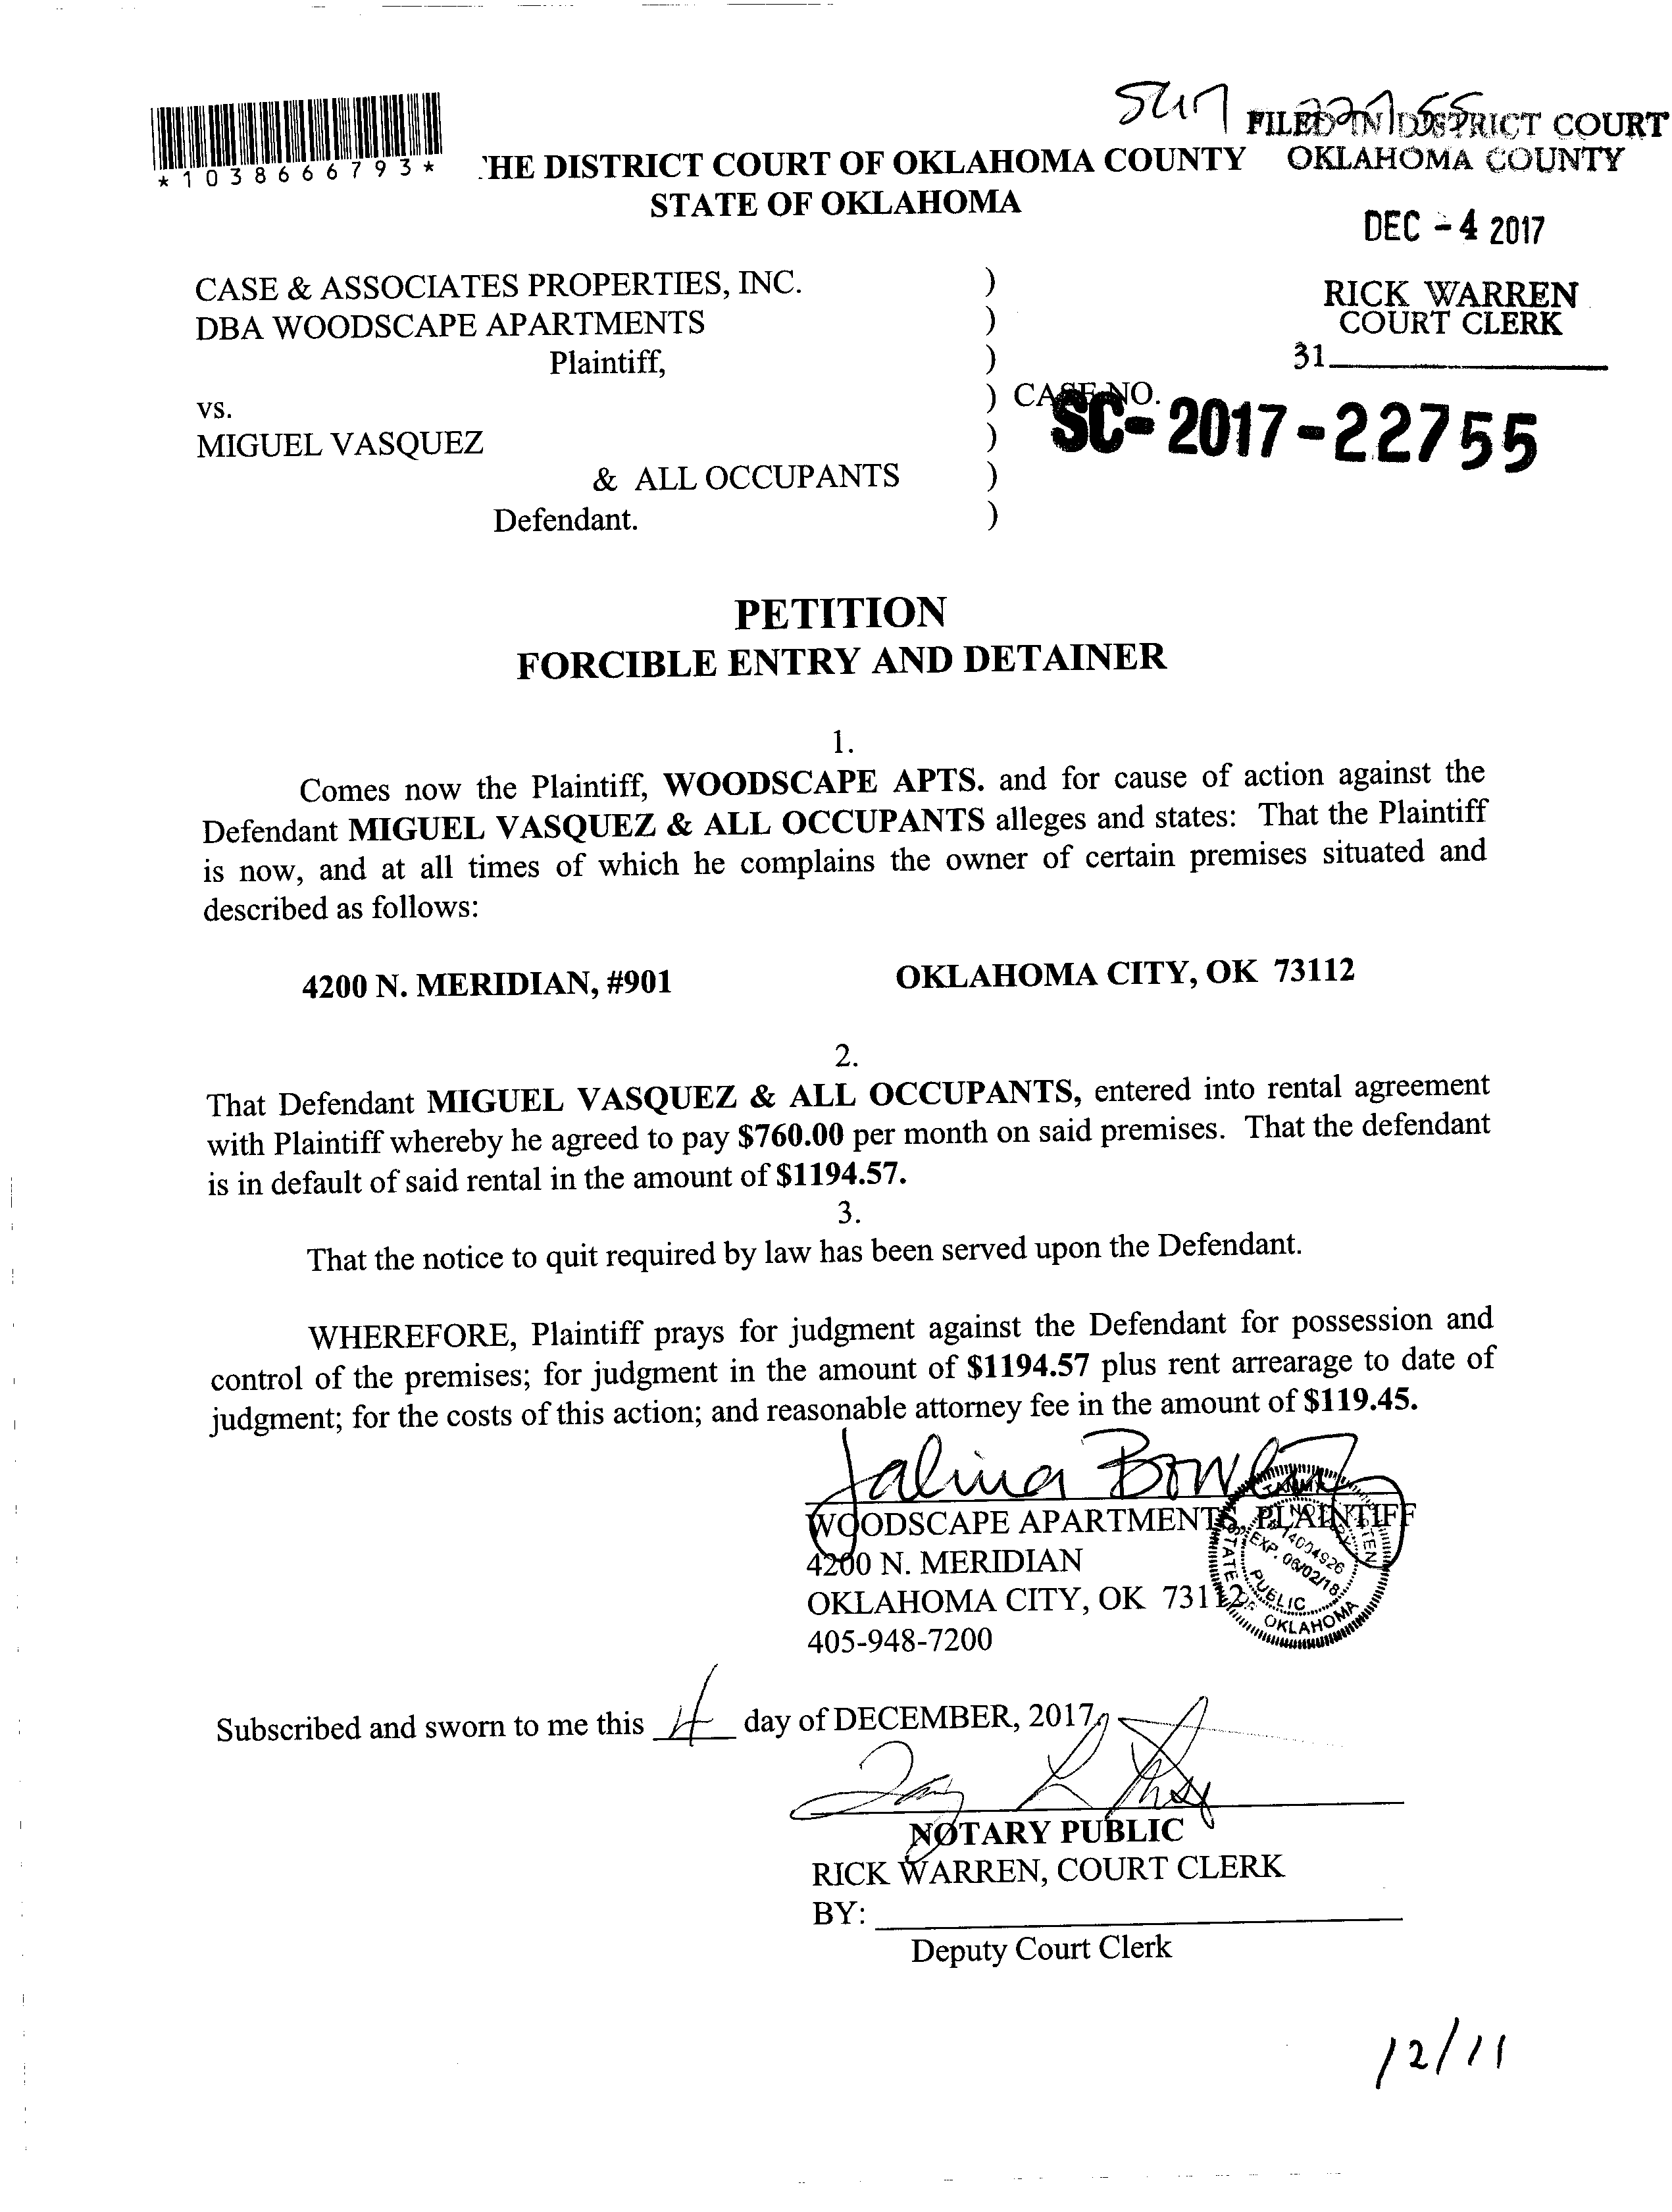 *1038666793*
FILED IN DISTRICT COURT
OKLAHOMA COUNTY
HE DISTRICT COURT OF OKLAHOMA COUNTY
STATE OF OKLAHOMA
DEC - 4 2017
RICK WARREN
COURT CLERK
31
CASE & ASSOCIATES PROPERTIES, INC. )
DBA WOODSCAPE APARTMENTS )
Plaintiff, )
) CASE NO.
vs.
SC-2017-22755
MIGUEL VASQUEZ )
& ALL OCCUPANTS )
Defendant. )
PETITION
FORCIBLE ENTRY AND DETAINER
1.
Comes now the Plaintiff, WOODSCAPE APTS. and for cause of action against the
Defendant MIGUEL VASQUEZ & ALL OCCUPANTS alleges and states: That the Plaintiff
is now, and at all times of which he complains the owner of certain premises situated and
described as follows:
4200 N. MERIDIAN, #901 OKLAHOMA CITY, OK 73112
2.
That Defendant MIGUEL VASQUEZ & ALL OCCUPANTS, entered into rental agreement
with Plaintiff whereby he agreed to pay $760.00 per month on said premises. That the defendant
is in default of said rental in the amount of $1194.57.
3.
That the notice to quit required by law has been served upon the Defendant.
WHEREFORE, Plaintiff prays for judgment against the Defendant for possession and
control of the premises; for judgment in the amount of $1194.57 plus rent arrearage to date of
judgment; for the costs of this action; and reasonable attorney fee in the amount of $119.45.
WOODSCAPE APARTMENTS, PLAINTIFF
4200 N. MERIDIAN
OKLAHOMA CITY, OK 73112
405-948-7200
# 14004926
EXP. 06/02/18
PUBLIC
STATE OF OKLAHOMA
Subscribed and sworn to me this 4 day of DECEMBER, 2017,
NOTARY PUBLIC
RICK WARREN, COURT CLERK
BY:
Deputy Court Clerk
12/11